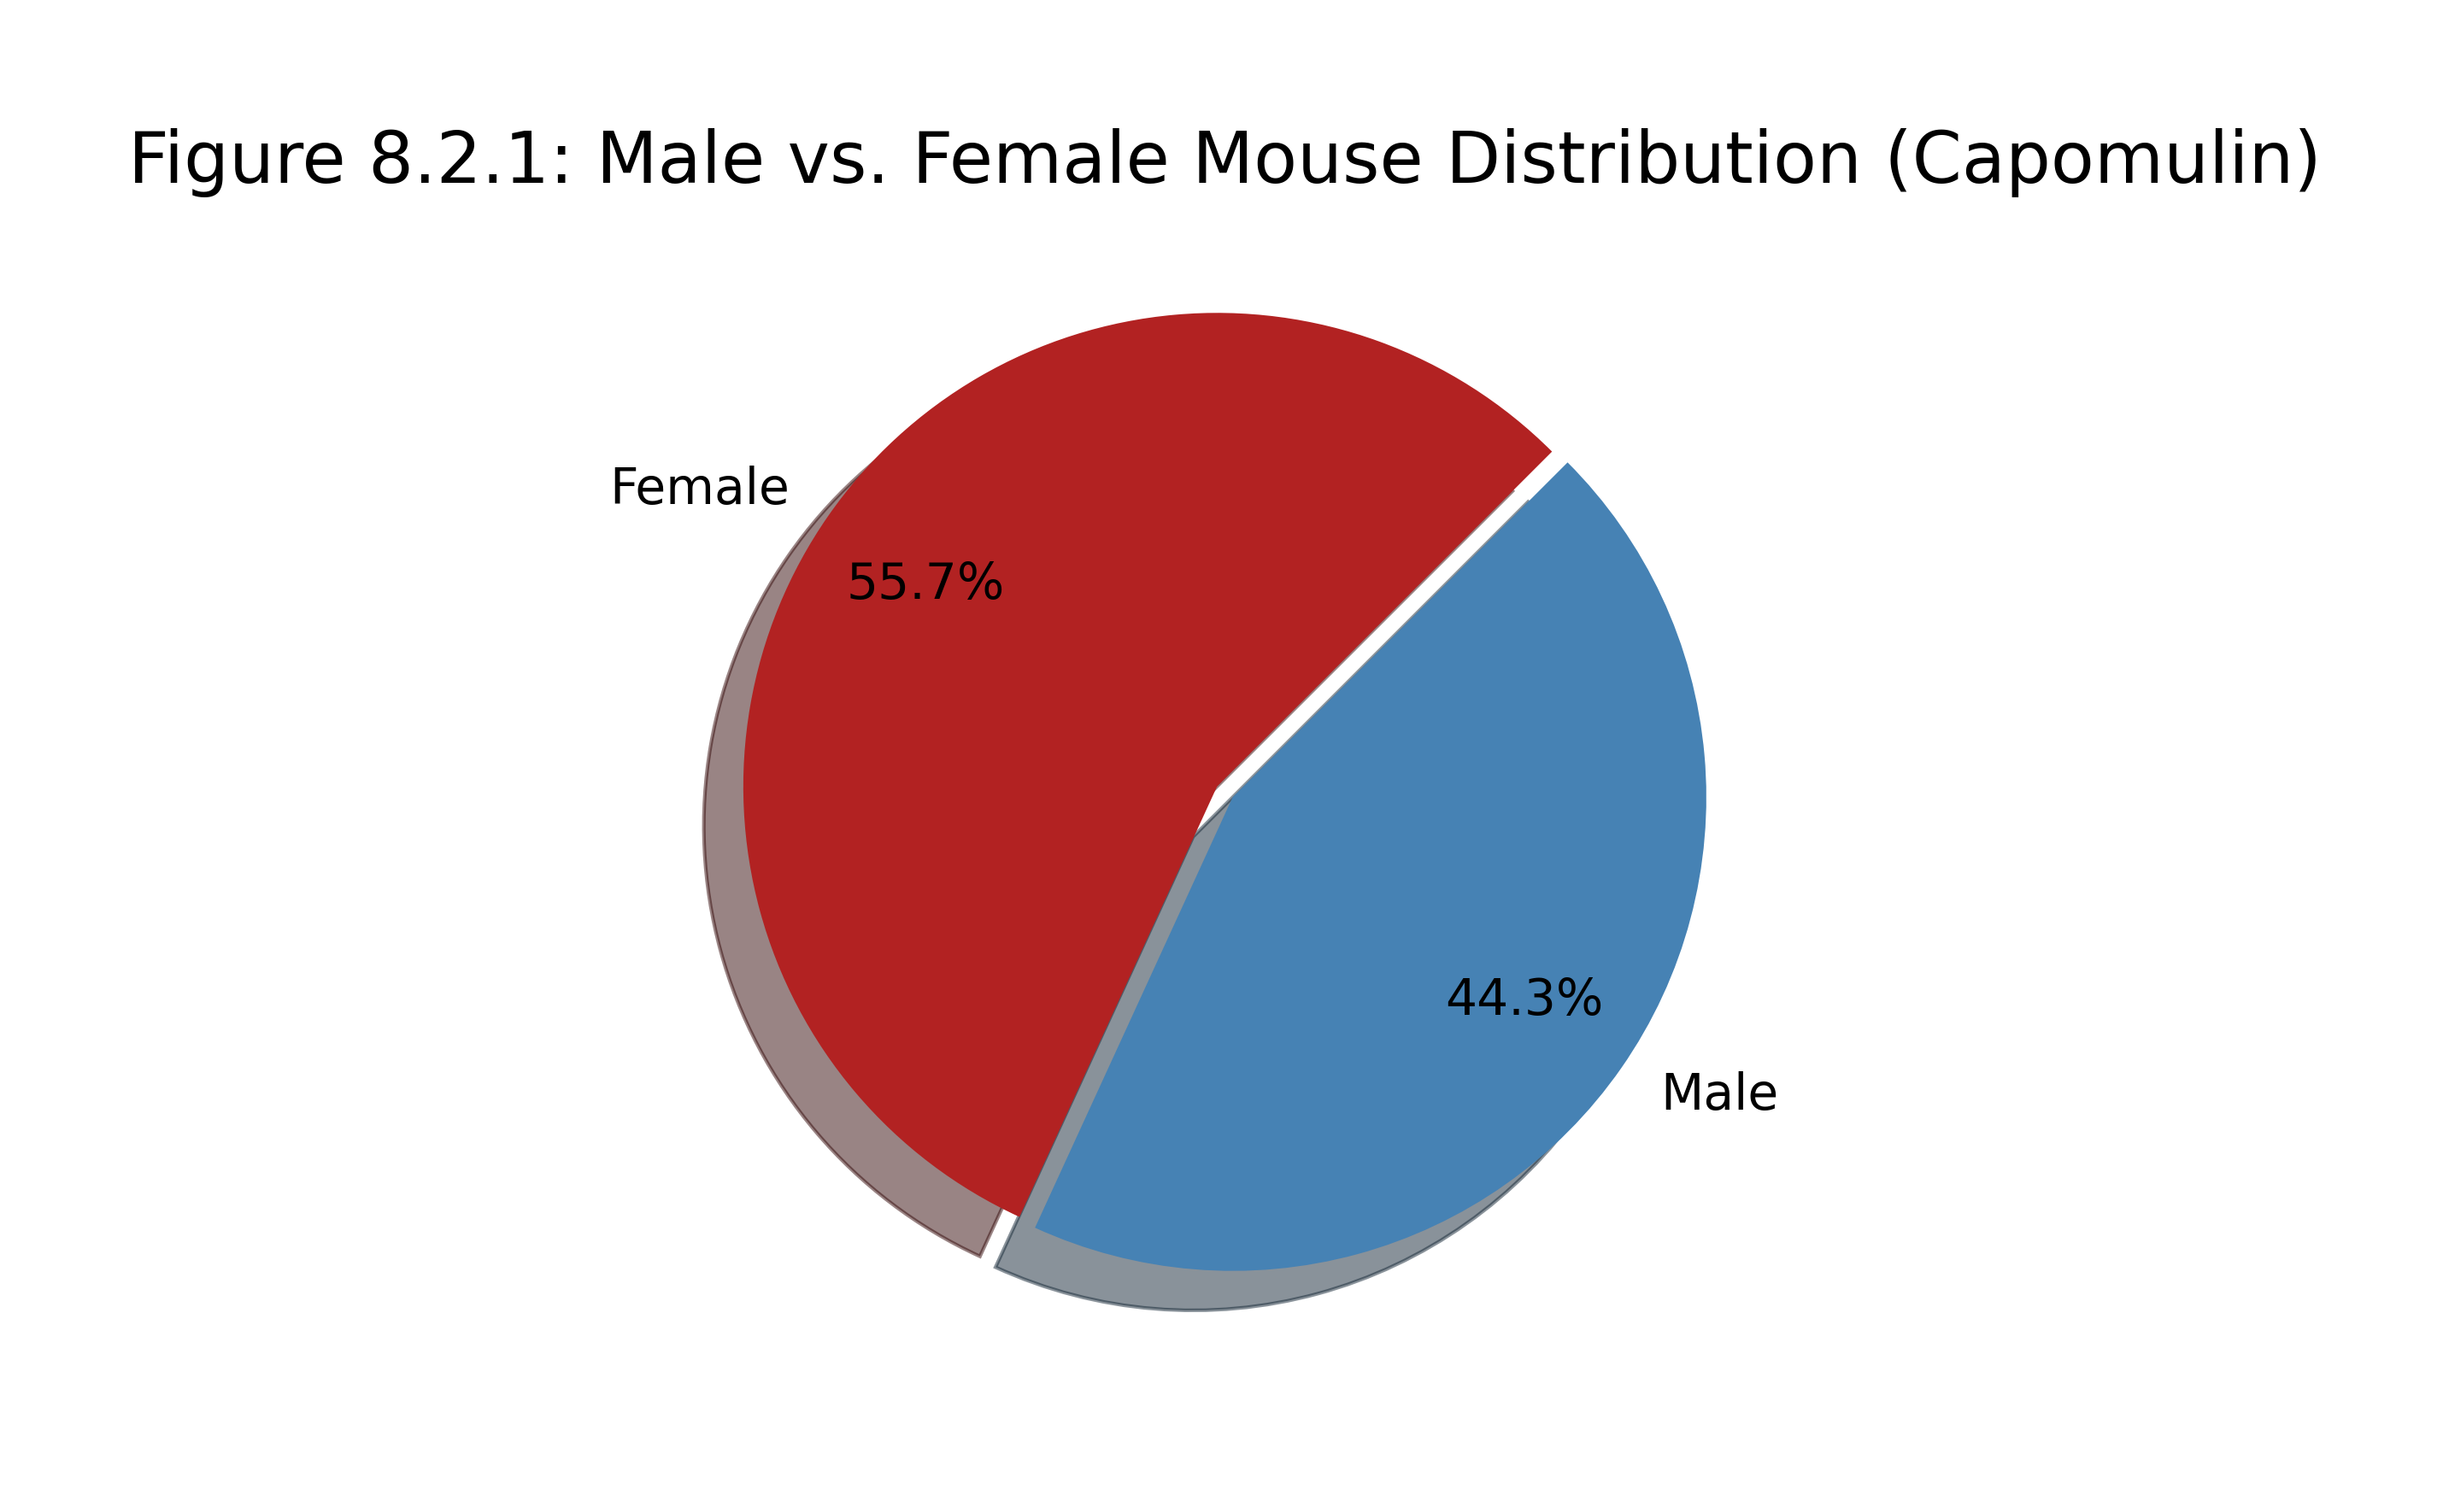 Figure 8.2.1: Male vs. Female Mouse Distribution (Capomulin)
Female
55.7%
44.3%
Male